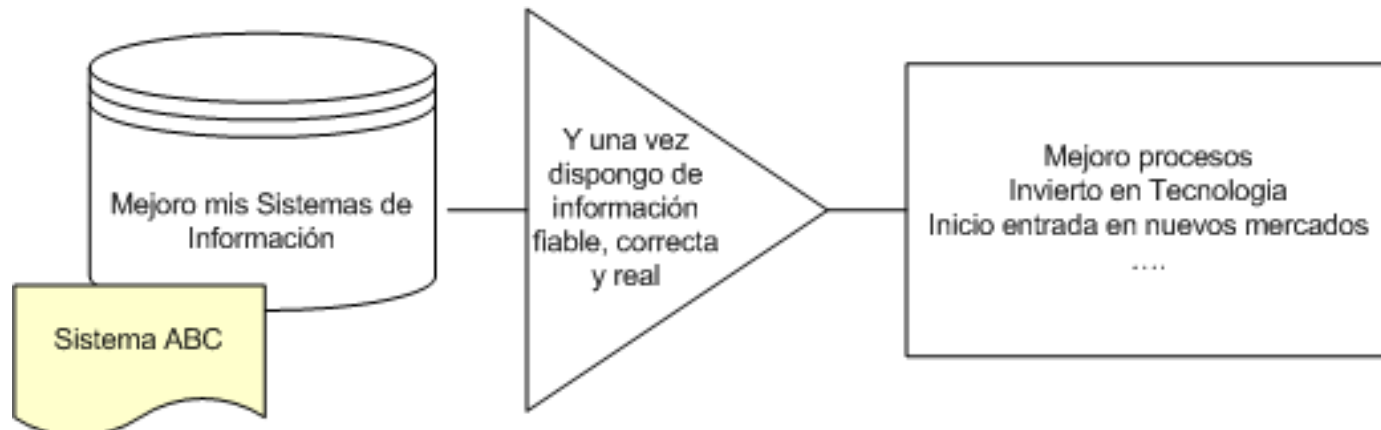 Mejoro mis Sistemas de
Información
Sistema ABC
Y una vez
dispongo de
información
fiable, correcta
y real
Mejoro procesos
Invierto en Tecnologia
Inicio entrada en nuevos mercados
....